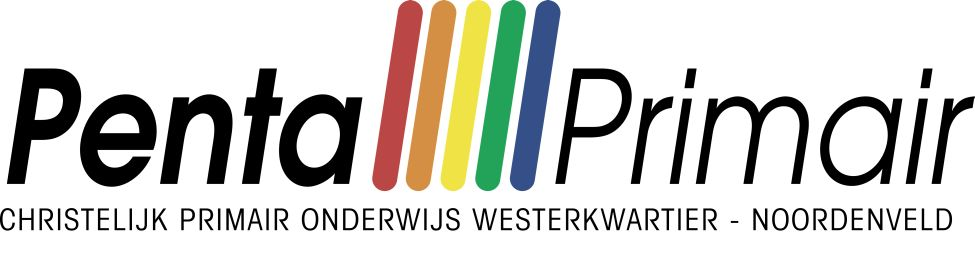 Penta Primair
CHRISTELIJK PRIMAIR ONDERWIJS WESTERKWARTIER - NOORDENVELD